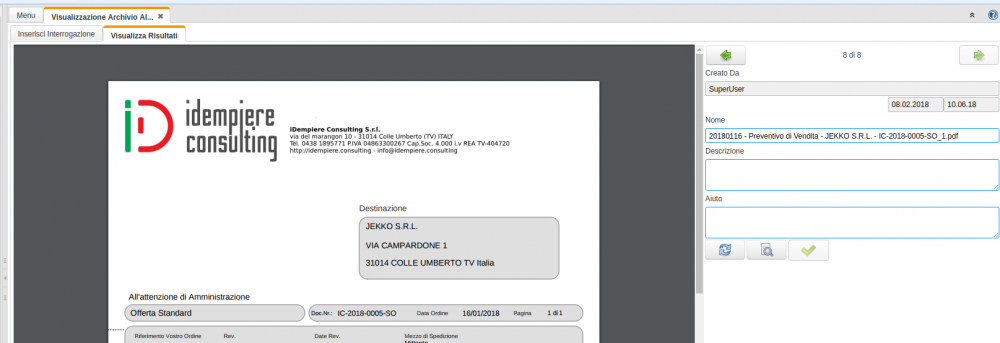 Menu
Visualizzazione Archivio Al... ✖
Inserisci Interrogazione
Visualizza Risultati
idempiere
consulting
iDempiere Consulting S.r.l.
via dei marangon 10 - 31014 Colle Umberto (TV) ITALY
Tel. 0438 1895771 P.IVA 04863300267 Cap.Soc. 4.000 i.v REA TV-404720
http://idempiere.consulting - info@idempiere.consulting
Destinazione
JEKKO S.R.L.
VIA CAMPARDONE 1
31014 COLLE UMBERTO TV Italia
All'attenzione di Amministrazione
Offerta Standard
Doc.Nr.: IC-2018-0005-SO Data Ordine 16/01/2018 Pagina 1 di 1
Riferimento Vostro Ordine Rev. Date Rev. Mezzo di Spedizione
8 di 8
Creato Da
SuperUser
08.02.2018 10.06.18
Nome
20180116 - Preventivo di Vendita - JEKKO S.R.L. - IC-2018-0005-SO_1.pdf
Descrizione
Aiuto